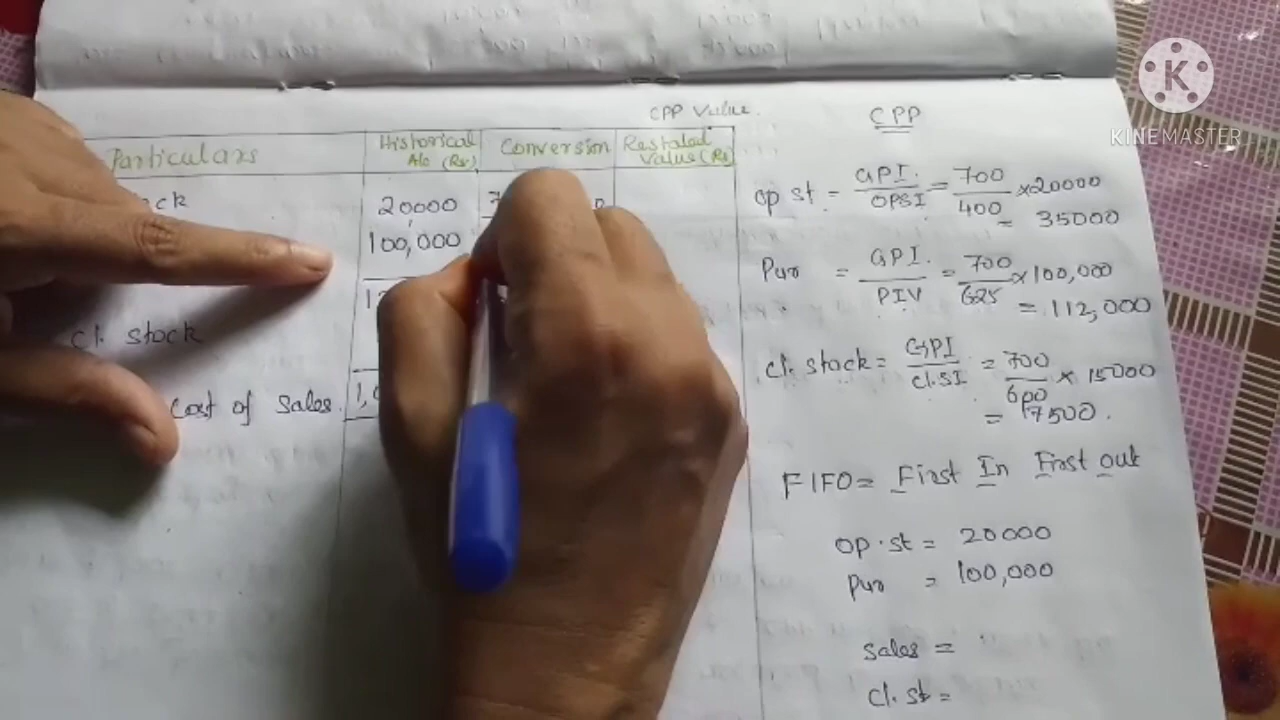 K
KINEMASTER
CPP Value.
Particulars Historical A/c (Rs) Conversion Restated Value (Rs)
20000
100,000
Cl. stock
Cost of Sales.
CPP
OP st = GPI / OPSI = 700 / 400 × 20000
= 35000
Pur = GPI / PIV = 700 / 625 × 100,000
= 112,000
Cl. stock = GPI / Cl.SI = 700 / 600 × 15000
= 17500
FIFO = First In First Out
OP.st = 20000
Pur = 100,000
Sales =
Cl. st =